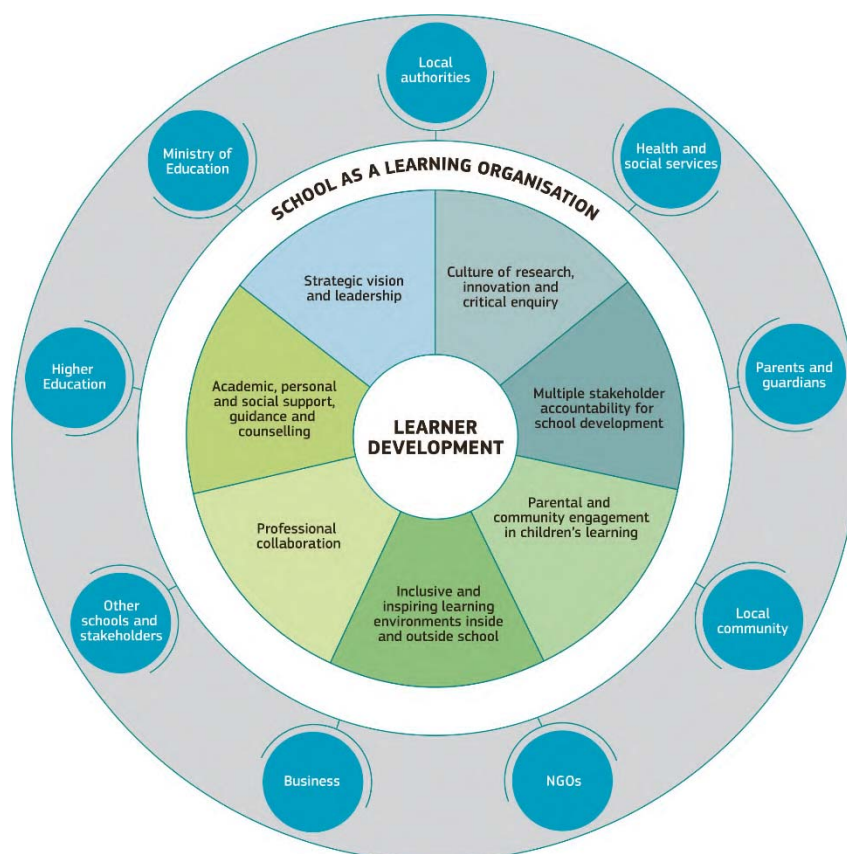 Local
authorities
Health and
social services
Parents and
guardians
Local
community
NGOs
Business
Other
schools and
stakeholders
Higher
Education
Ministry of
Education
SCHOOL AS A LEARNING ORGANISATION
Strategic vision
and leadership
Culture of research,
innovation and
critical enquiry
Multiple stakeholder
accountability for
school development
Parental and
community engagement
in children's learning
Inclusive and
inspiring learning
environments inside
and outside school
Professional
collaboration
Academic, personal
and social support,
guidance and
counselling
LEARNER
DEVELOPMENT